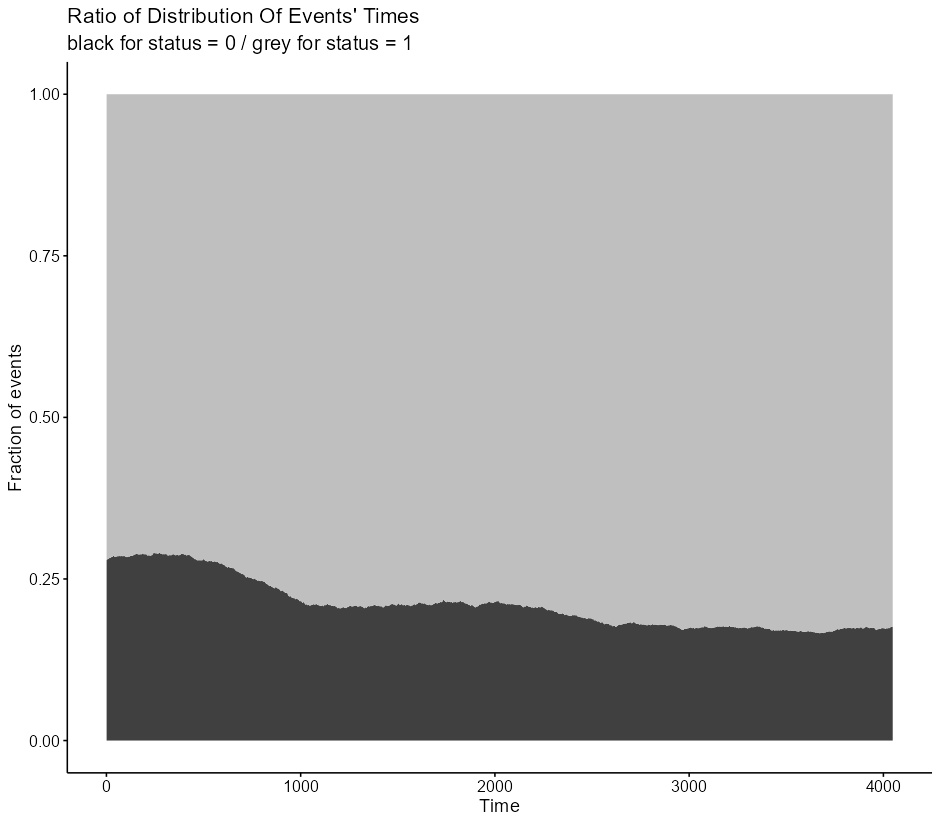 Ratio of Distribution Of Events' Times
black for status = 0 / grey for status = 1
1.00
0.75
0.50
0.25
0.00
Fraction of events
0 1000 2000 3000 4000
Time